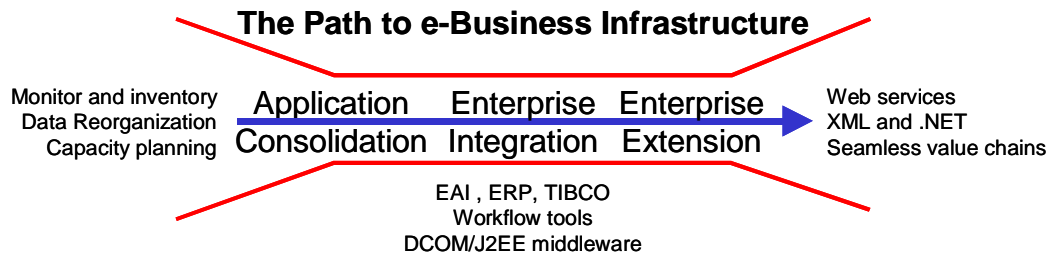 The Path to e-Business Infrastructure
Monitor and inventory
Data Reorganization
Capacity planning
Application
Consolidation
Enterprise
Integration
Enterprise
Extension
Web services
XML and .NET
Seamless value chains
EAI , ERP, TIBCO
Workflow tools
DCOM/J2EE middleware